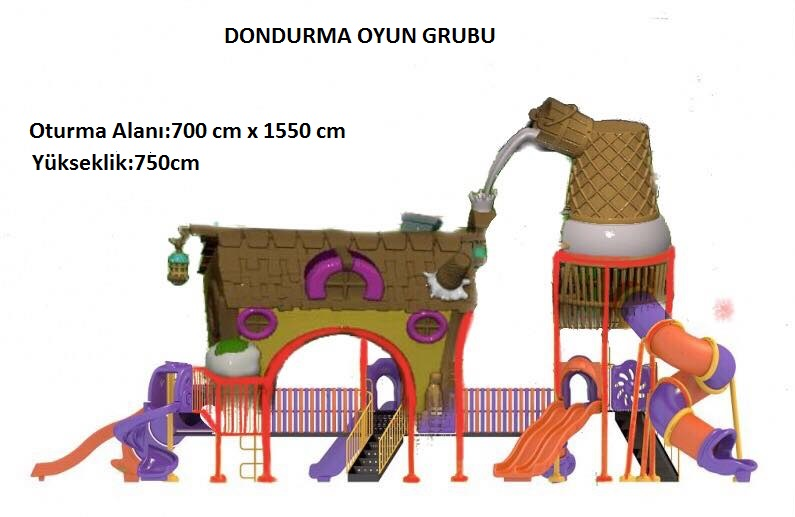 DONDURMA OYUN GRUBU
Oturma Alanı:700 cm x 1550 cm
Yükseklik:750cm